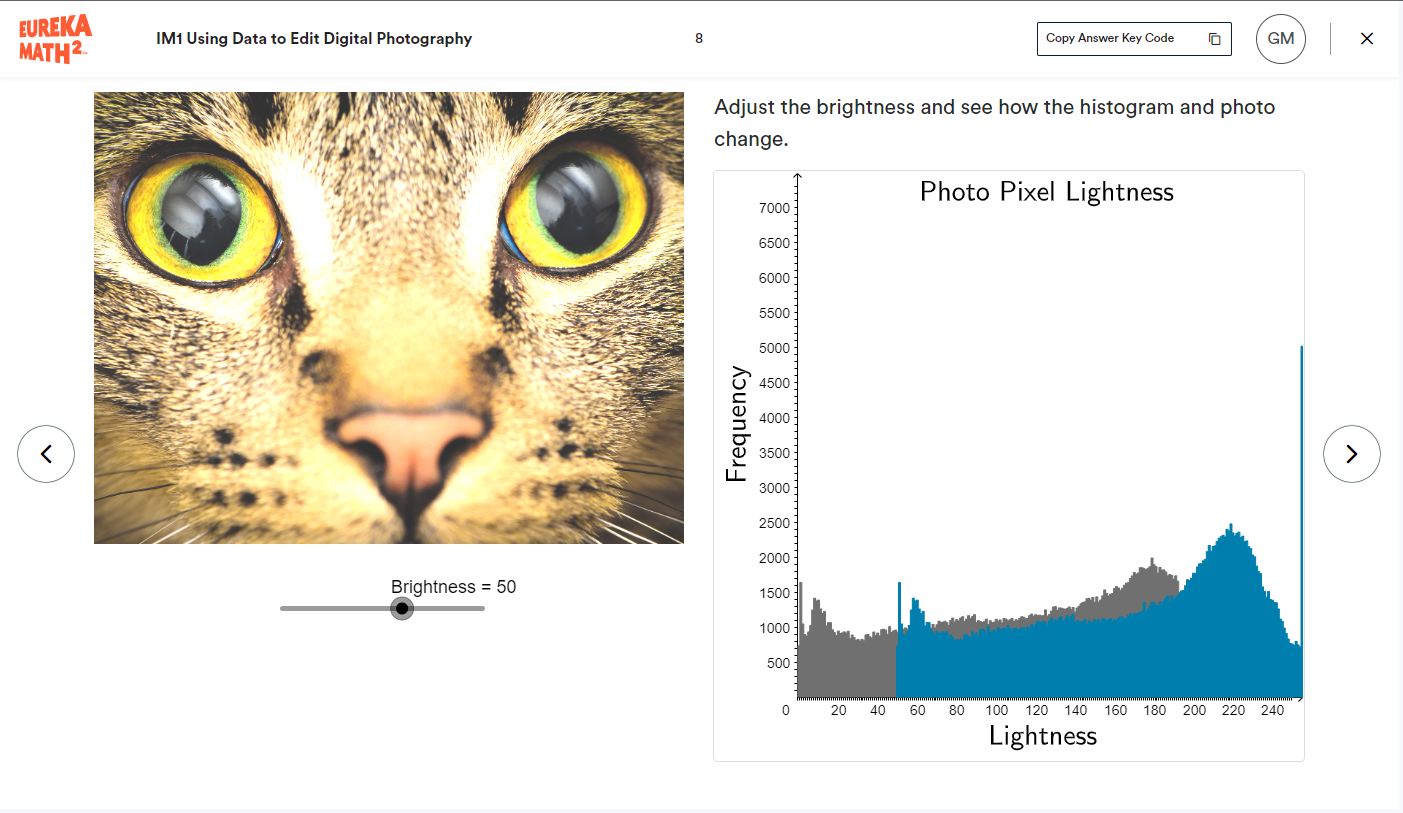 EUREKA
MATH2™
IM1 Using Data to Edit Digital Photography
8
Copy Answer Key Code
GM
Adjust the brightness and see how the histogram and photo
change.
Brightness = 50
Photo Pixel Lightness
7000
6500
6000
5500
5000
4500
4000
3500
3000
2500
2000
1500
1000
500
Frequency
0 20 40 60 80 100 120 140 160 180 200 220 240
Lightness